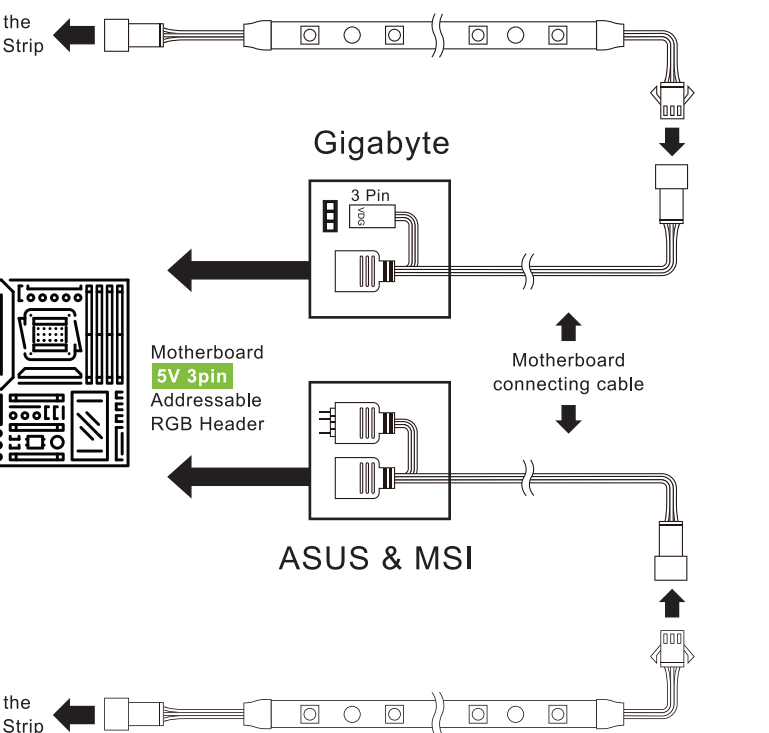 the
Strip
Gigabyte
3 Pin
VDG
Motherboard
5V 3pin
Addressable
RGB Header
Motherboard
connecting cable
ASUS & MSI
the
Strip